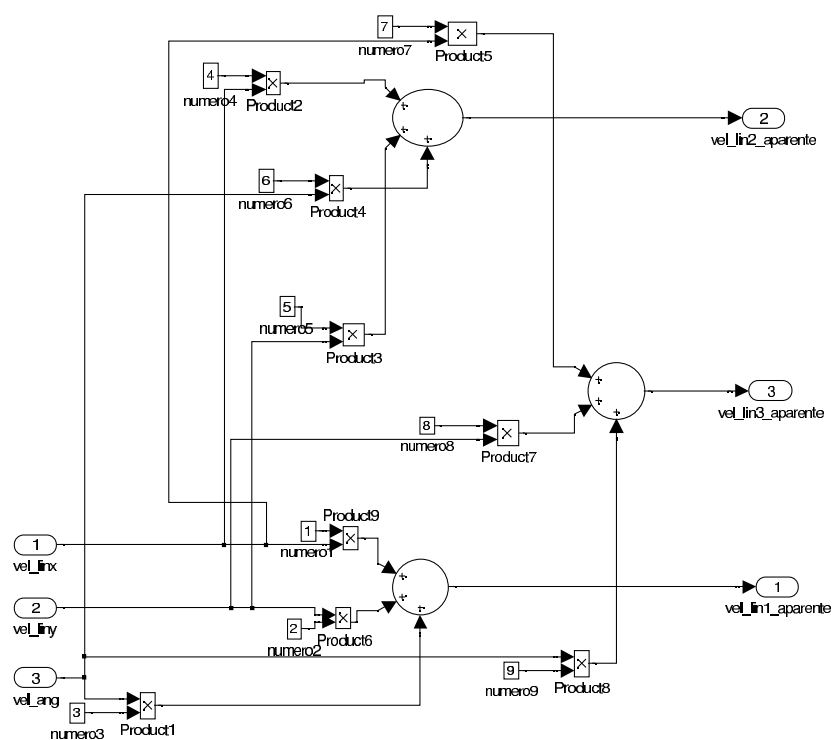 7
numero7
×
Product5
4
numero4
×
Product2
+
+
+
2
vel_lin2_aparente
6
numero6
×
Product4
5
numero5
×
Product3
+
+
+
3
vel_lin3_aparente
8
numero8
×
Product7
Product9
1
numero1
×
1
vel_linx
+
+
+
1
vel_lin1_aparente
2
vel_liny
2
numero2
×
Product6
3
vel_ang
9
numero9
×
Product8
3
numero3
×
Product1